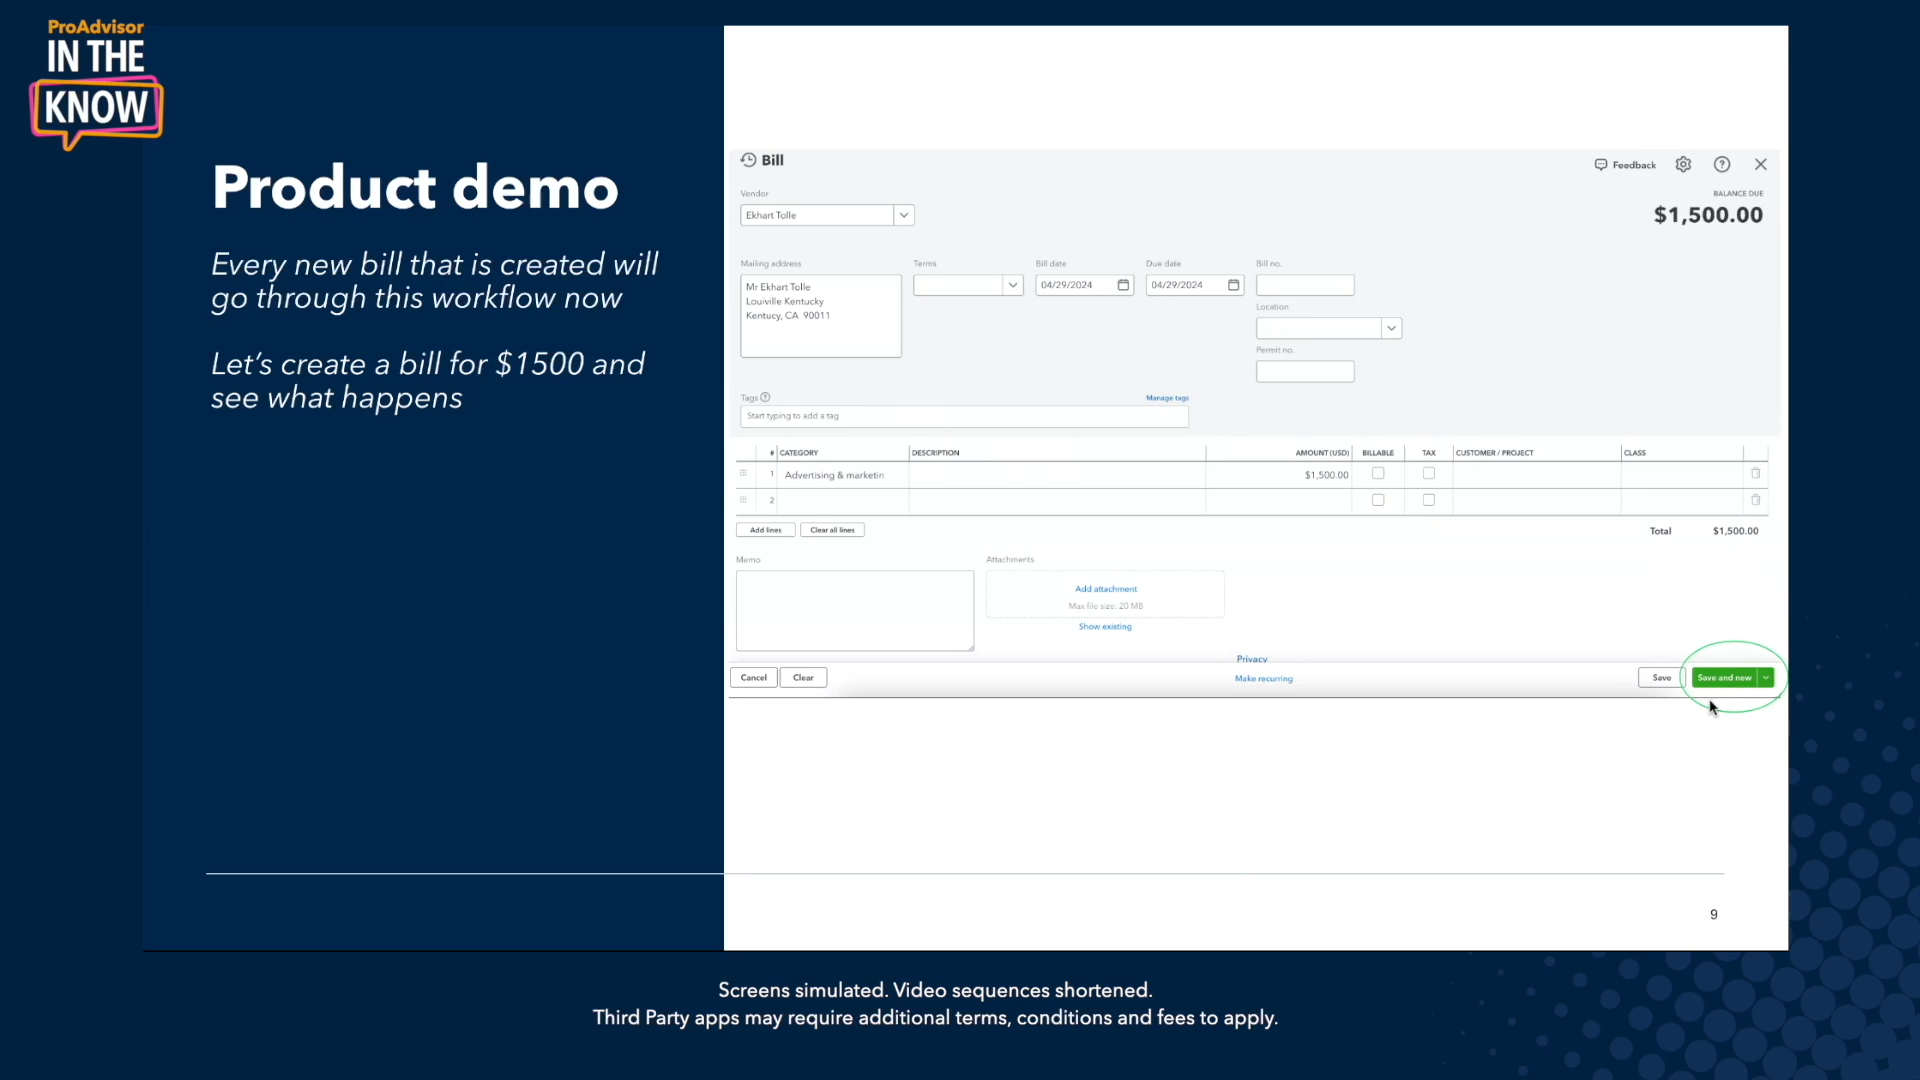 ProAdvisor
IN THE
KNOW
Product demo
Every new bill that is created will
go through this workflow now
Let's create a bill for $1500 and
see what happens
Bill
Feedback
Vendor
BALANCE DUE
Ekhart Tolle
$1,500.00
Mailing address
Terms
Bill date
Due date
Bill no.
Mr Ekhart Tolle
Louiville Kentucky
Kentucy, CA 90011
04/29/2024
04/29/2024
Location
Permit no.
Tags
Manage tags
Start typing to add a tag
# CATEGORY DESCRIPTION AMOUNT (USD) BILLABLE TAX CUSTOMER / PROJECT CLASS
1 Advertising & marketin $1,500.00
2
Add lines Clear all lines
Total $1,500.00
Memo
Attachments
Add attachment
Max file size: 20 MB
Show existing
Privacy
Cancel Clear Make recurring Save Save and new
9
Screens simulated. Video sequences shortened.
Third Party apps may require additional terms, conditions and fees to apply.